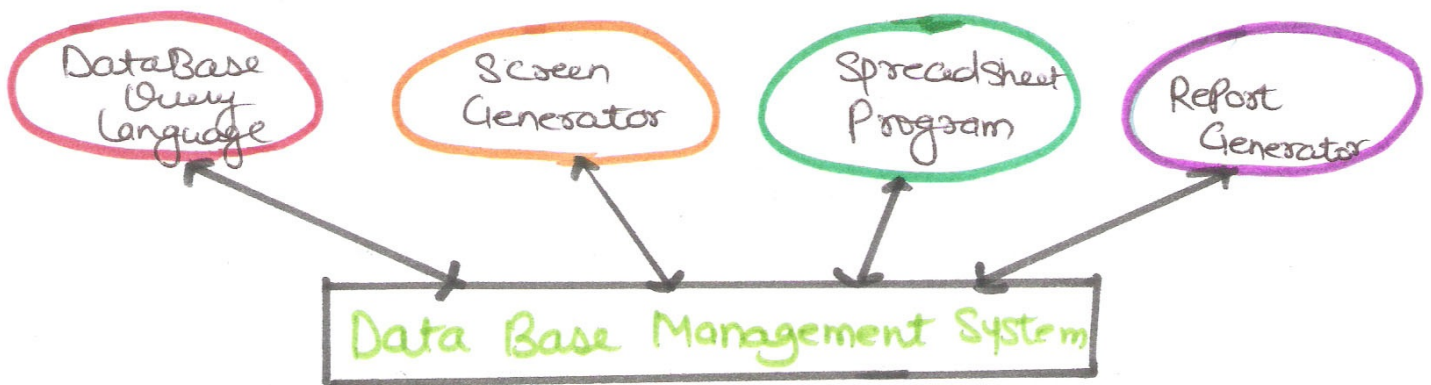 DataBase
Query
Language
Screen
Generator
Spreadsheet
Program
Report
Generator
Data Base Management System